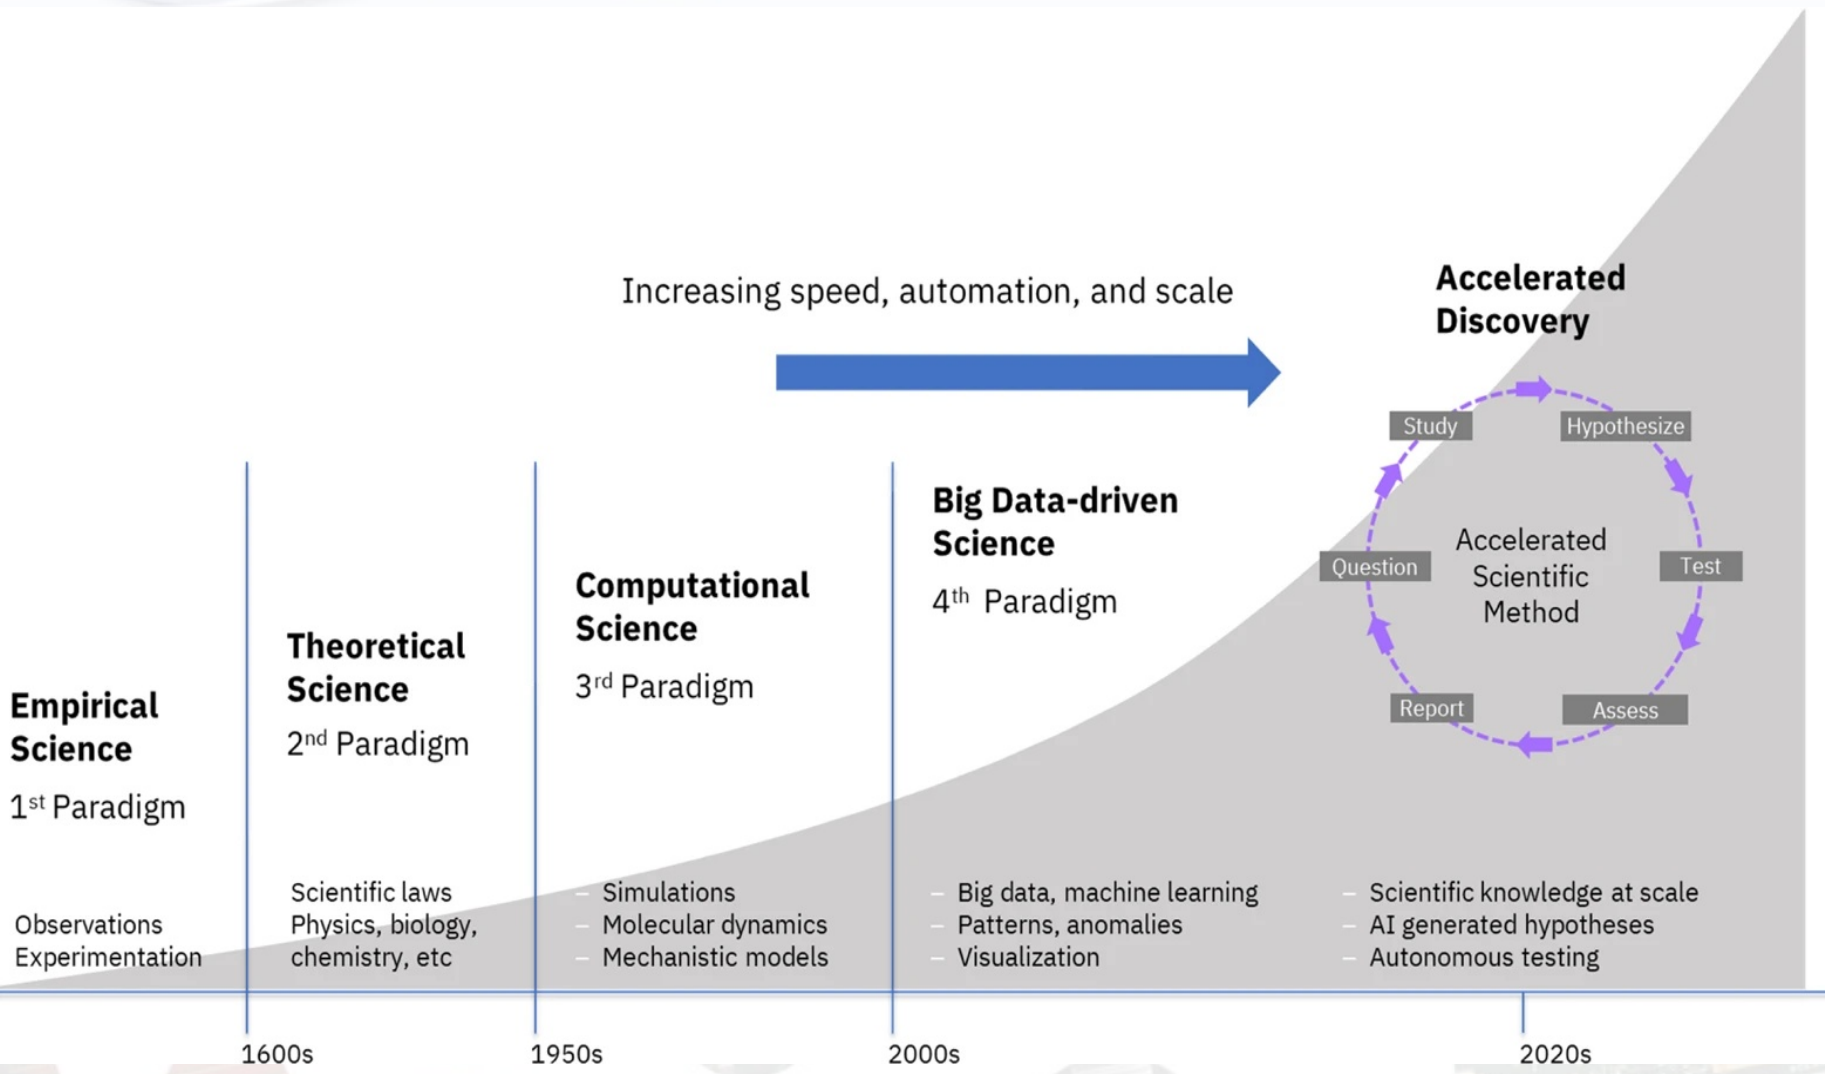 Increasing speed, automation, and scale
Empirical
Science
1st Paradigm
Observations
Experimentation
Theoretical
Science
2nd Paradigm
Scientific laws
Physics, biology,
chemistry, etc
Computational
Science
3rd Paradigm
– Simulations
– Molecular dynamics
– Mechanistic models
Big Data-driven
Science
4th Paradigm
– Big data, machine learning
– Patterns, anomalies
– Visualization
Accelerated
Discovery
Study
Hypothesize
Test
Assess
Report
Question
Accelerated
Scientific
Method
– Scientific knowledge at scale
– AI generated hypotheses
– Autonomous testing
1600s
1950s
2000s
2020s